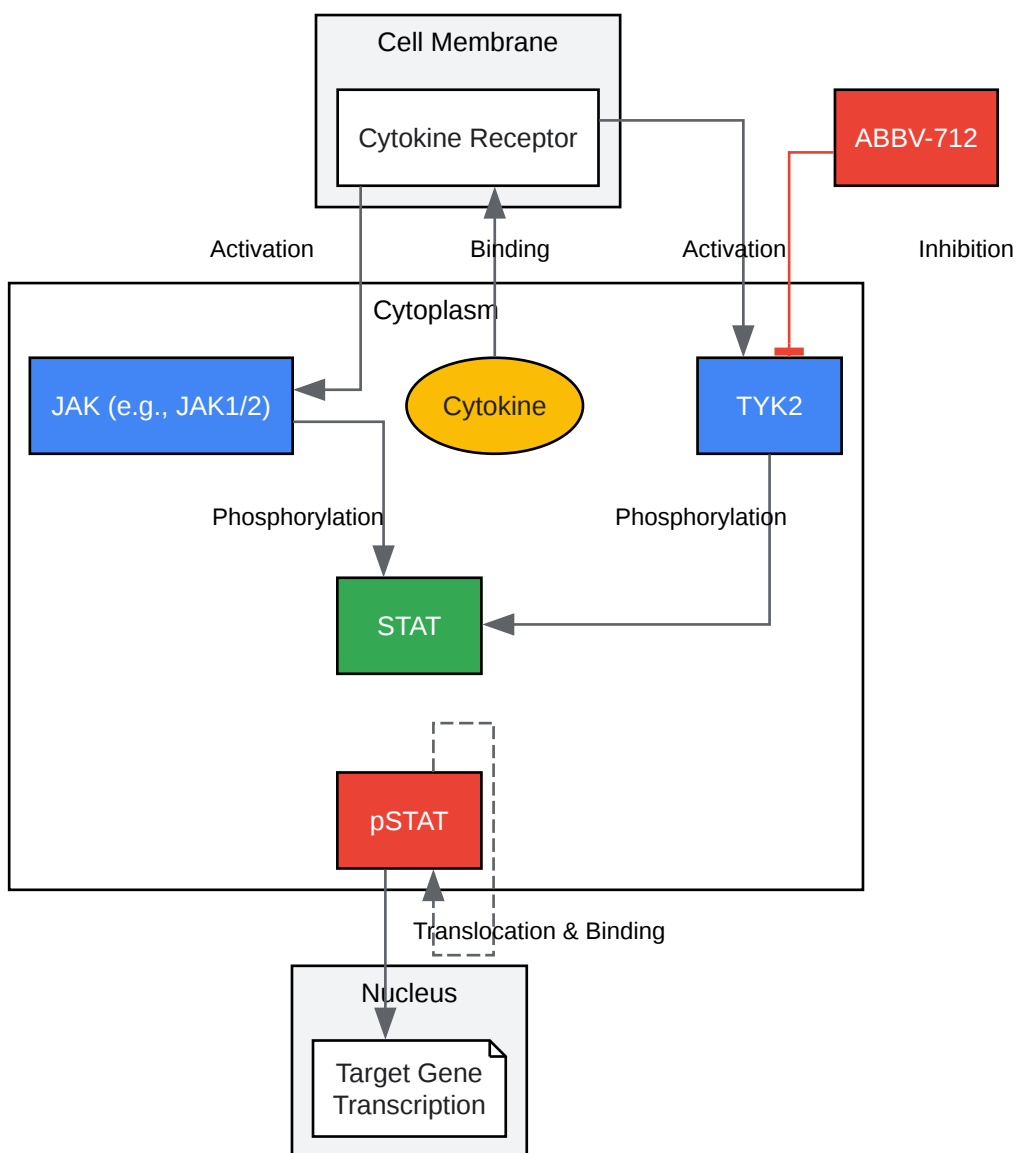 Cell Membrane
Cytokine Receptor
ABBV-712
Activation
Binding
Activation
Inhibition
Cytoplasm
JAK (e.g., JAK1/2)
Cytokine
TYK2
Phosphorylation
Phosphorylation
STAT
pSTAT
Translocation & Binding
Nucleus
Target Gene
Transcription